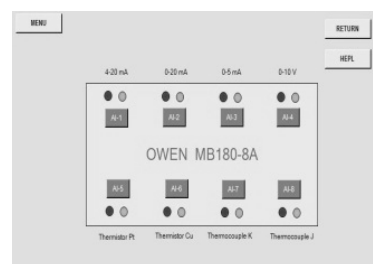 MENU
RETURN
HEPL
4-20 mA 0-20 mA 0-5 mA 0-10 V
AI-1 AI-2 AI-3 AI-4
OWEN MB180-8A
AI-5 AI-6 AI-7 AI-8
Thermistor Pt Thermistor Cu Thermocouple K Thermocouple J